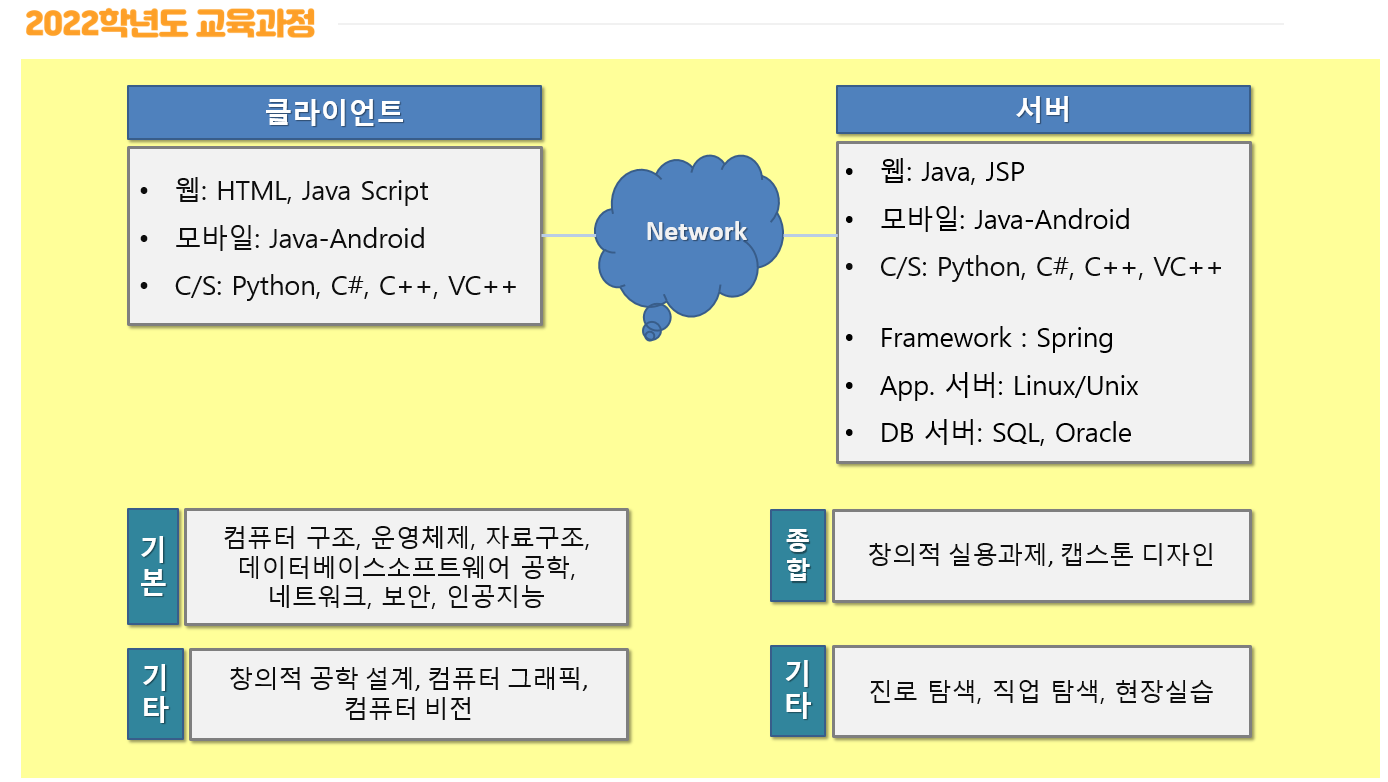 2022학년도 교육과정
클라이언트
• 웹: HTML, Java Script
• 모바일: Java-Android
• C/S: Python, C#, C++, VC++
Network
서버
• 웹: Java, JSP
• 모바일: Java-Android
• C/S: Python, C#, C++, VC++
• Framework : Spring
• App. 서버: Linux/Unix
• DB 서버: SQL, Oracle
기
본
컴퓨터 구조, 운영체제, 자료구조,
데이터베이스소프트웨어 공학,
네트워크, 보안, 인공지능
종
합
창의적 실용과제, 캡스톤 디자인
기
타
창의적 공학 설계, 컴퓨터 그래픽,
컴퓨터 비전
기
타
진로 탐색, 직업 탐색, 현장실습